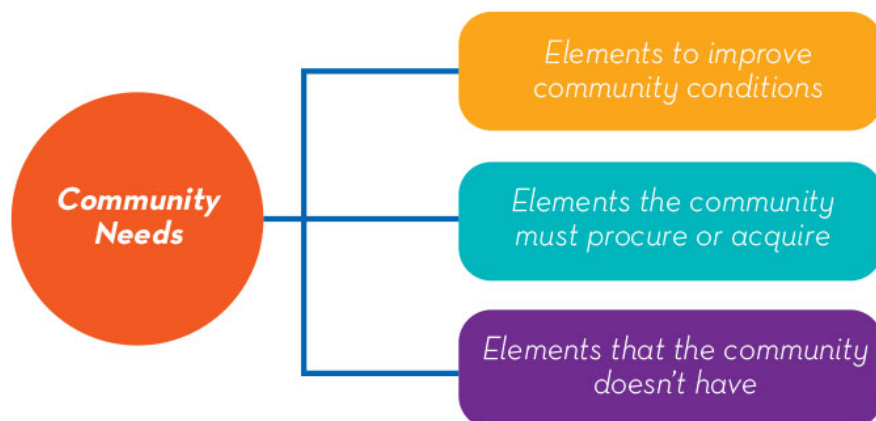 Community
Needs
Elements to improve
community conditions
Elements the community
must procure or acquire
Elements that the community
doesn't have